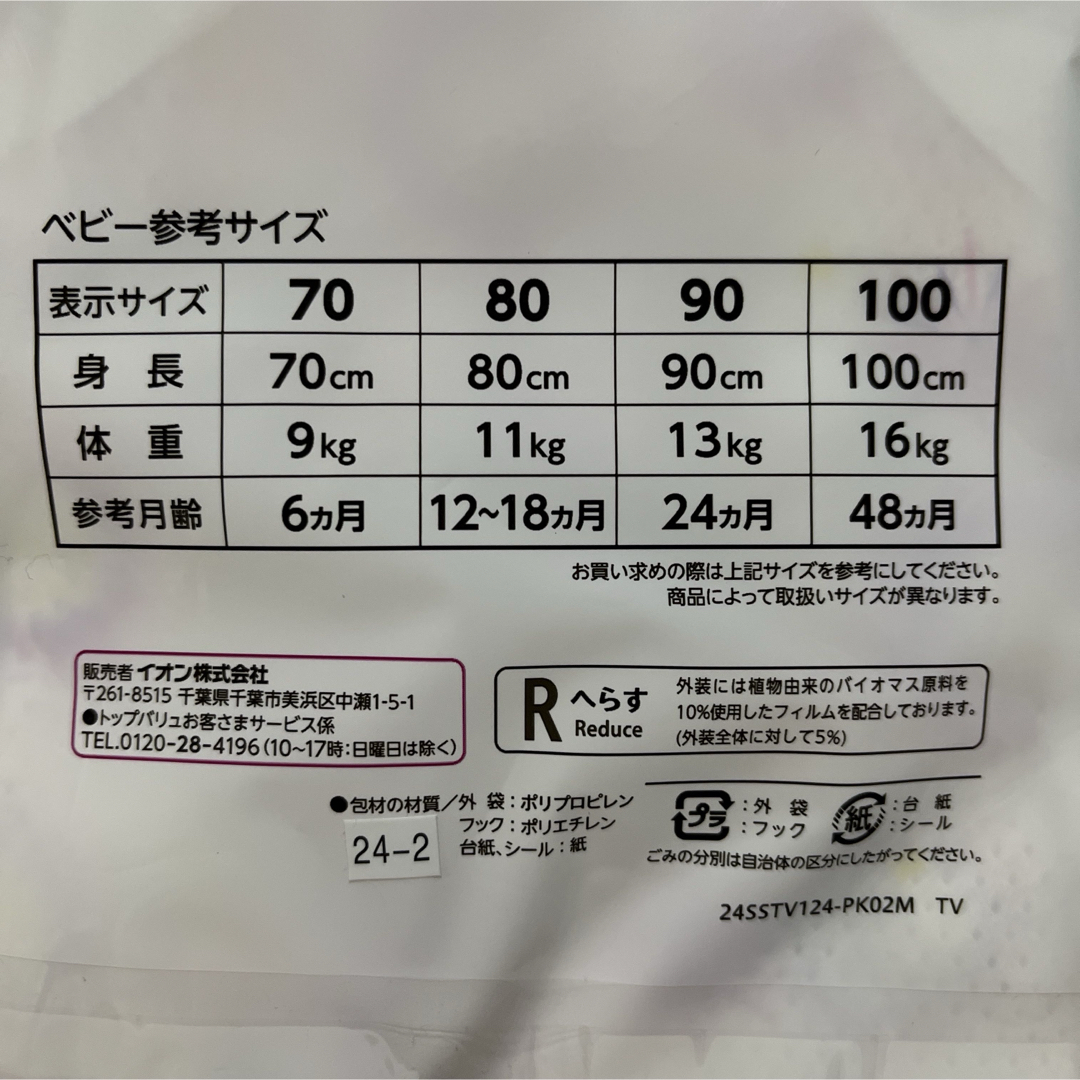 ベビー参考サイズ
表示サイズ 70 80 90 100
身 長 70cm 80cm 90cm 100cm
体 重 9kg 11kg 13kg 16kg
参考月齢 6カ月 12~18カ月 24カ月 48カ月
お買い求めの際は上記サイズを参考にしてください。
商品によって取扱いサイズが異なります。
販売者 イオン株式会社
〒261-8515 千葉県千葉市美浜区中瀬1-5-1
●トップバリュお客さまサービス係
TEL.0120-28-4196(10~17時:日曜日は除く)
R へらす
Reduce
外装には植物由来のバイオマス原料を
10%使用したフィルムを配合しております。
(外装全体に対して5%)
●包材の材質/外 袋:ポリプロピレン
フック:ポリエチレン
台紙、シール:紙
24-2
プラ :外 袋
:フック
紙 :台 紙
:シール
ごみの分別は自治体の区分にしたがってください。
24SSTV124-PK02M TV